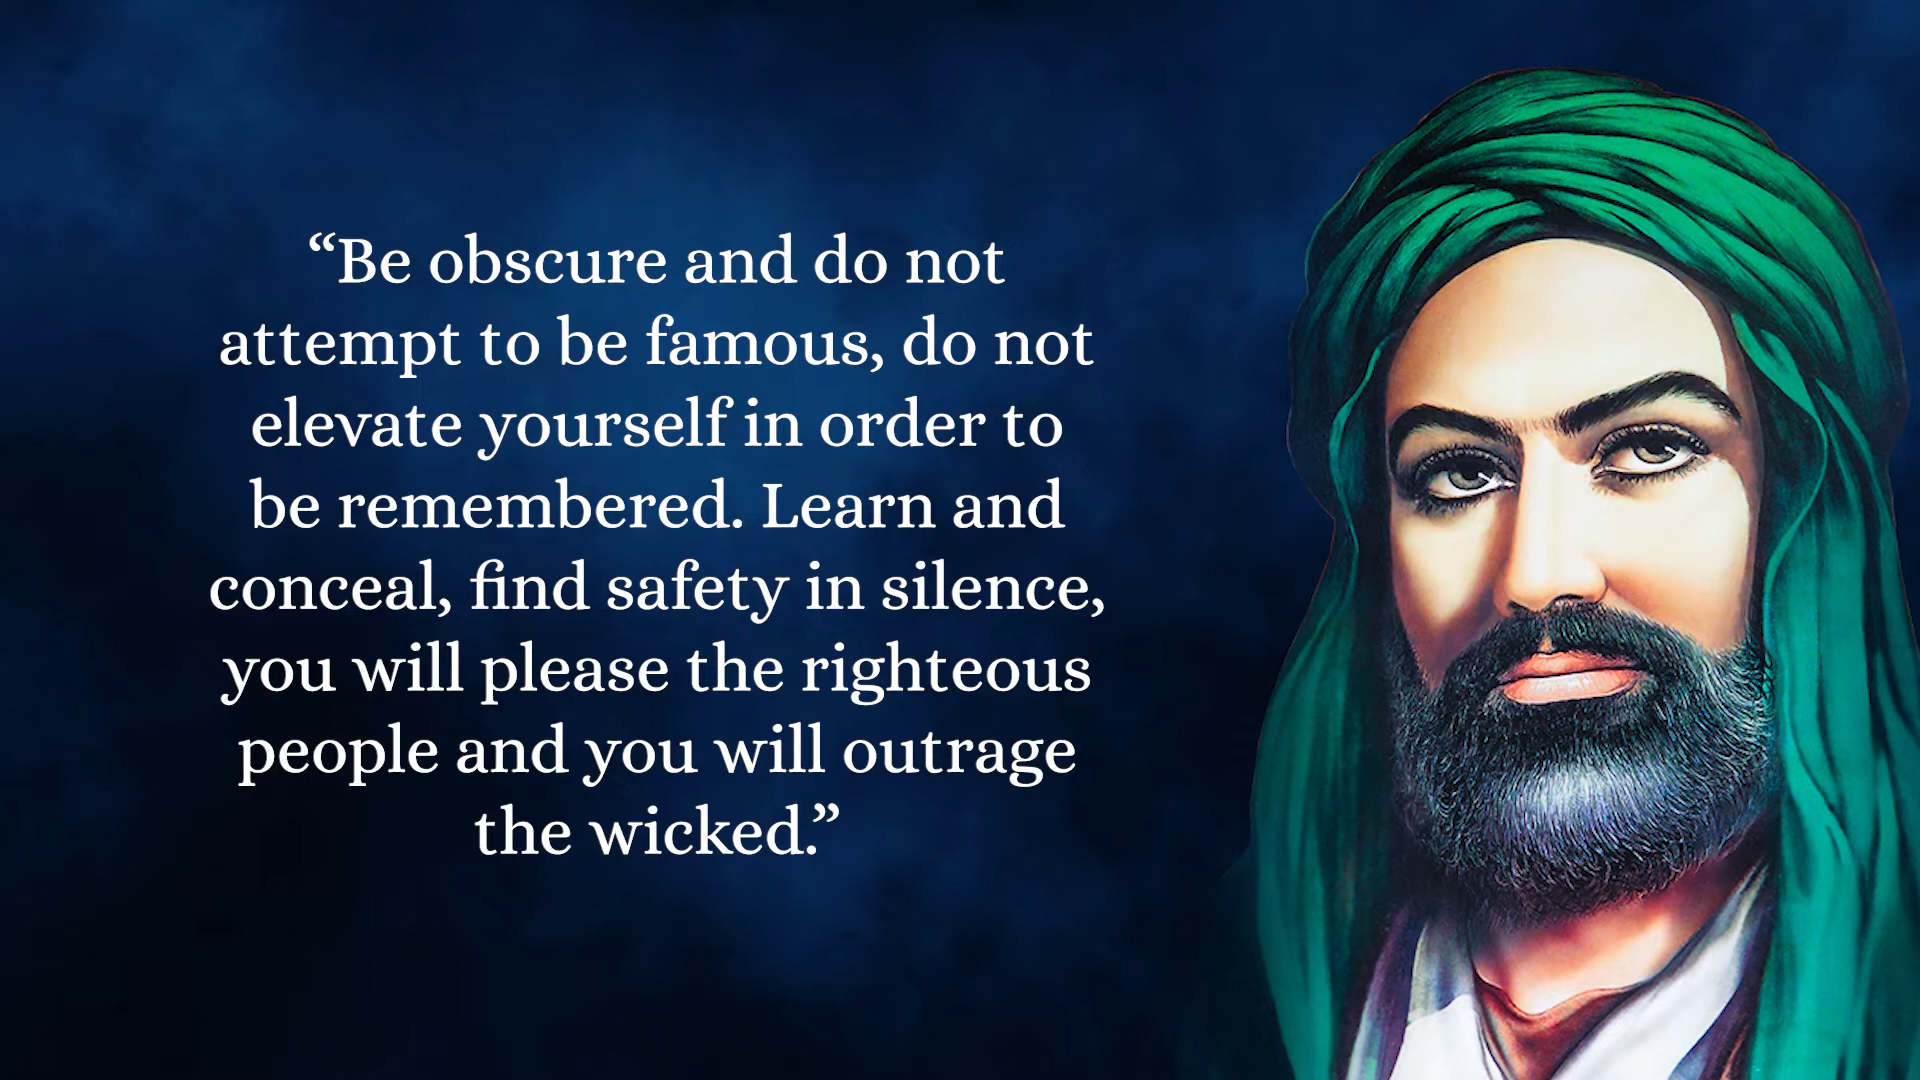 “Be obscure and do not
attempt to be famous, do not
elevate yourself in order to
be remembered. Learn and
conceal, find safety in silence,
you will please the righteous
people and you will outrage
the wicked.”